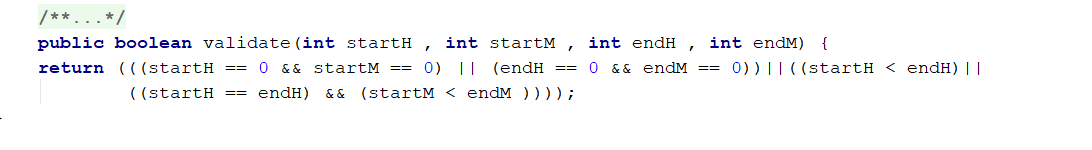 /**...*/
public boolean validate(int startH , int startM , int endH , int endM) {
return (((startH == 0 && startM == 0) || (endH == 0 && endM == 0))||((startH < endH)||
((startH == endH) && (startM < endM ))));